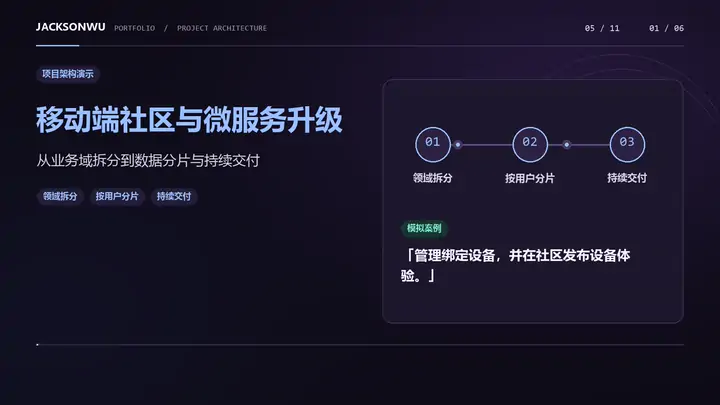 JACKSONWU PORTFOLIO / PROJECT ARCHITECTURE 05 / 11 01 / 06
项目架构演示
移动端社区与微服务升级
从业务域拆分到数据分片与持续交付
领域拆分 按用户分片 持续交付
01 02 03
领域拆分 按用户分片 持续交付
模拟案例
「管理绑定设备，并在社区发布设备体
验。」